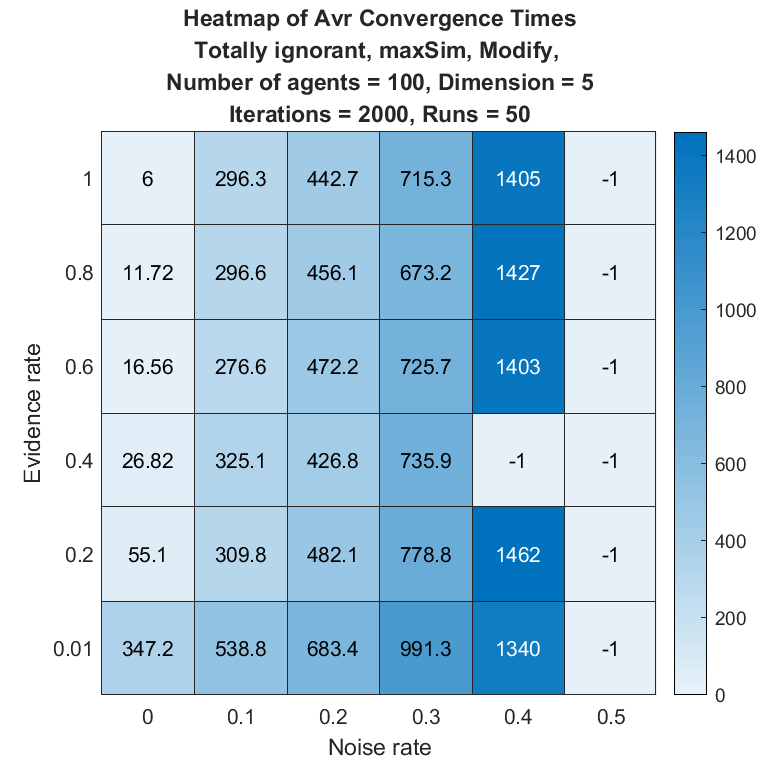 Heatmap of Avr Convergence Times
Totally ignorant, maxSim, Modify,
Number of agents = 100, Dimension = 5
Iterations = 2000, Runs = 50
1 6 296.3 442.7 715.3 1405 -1
0.8 11.72 296.6 456.1 673.2 1427 -1
0.6 16.56 276.6 472.2 725.7 1403 -1
0.4 26.82 325.1 426.8 735.9 -1 -1
0.2 55.1 309.8 482.1 778.8 1462 -1
0.01 347.2 538.8 683.4 991.3 1340 -1
0 0.1 0.2 0.3 0.4 0.5
Noise rate
Evidence rate
1400
1200
1000
800
600
400
200
0